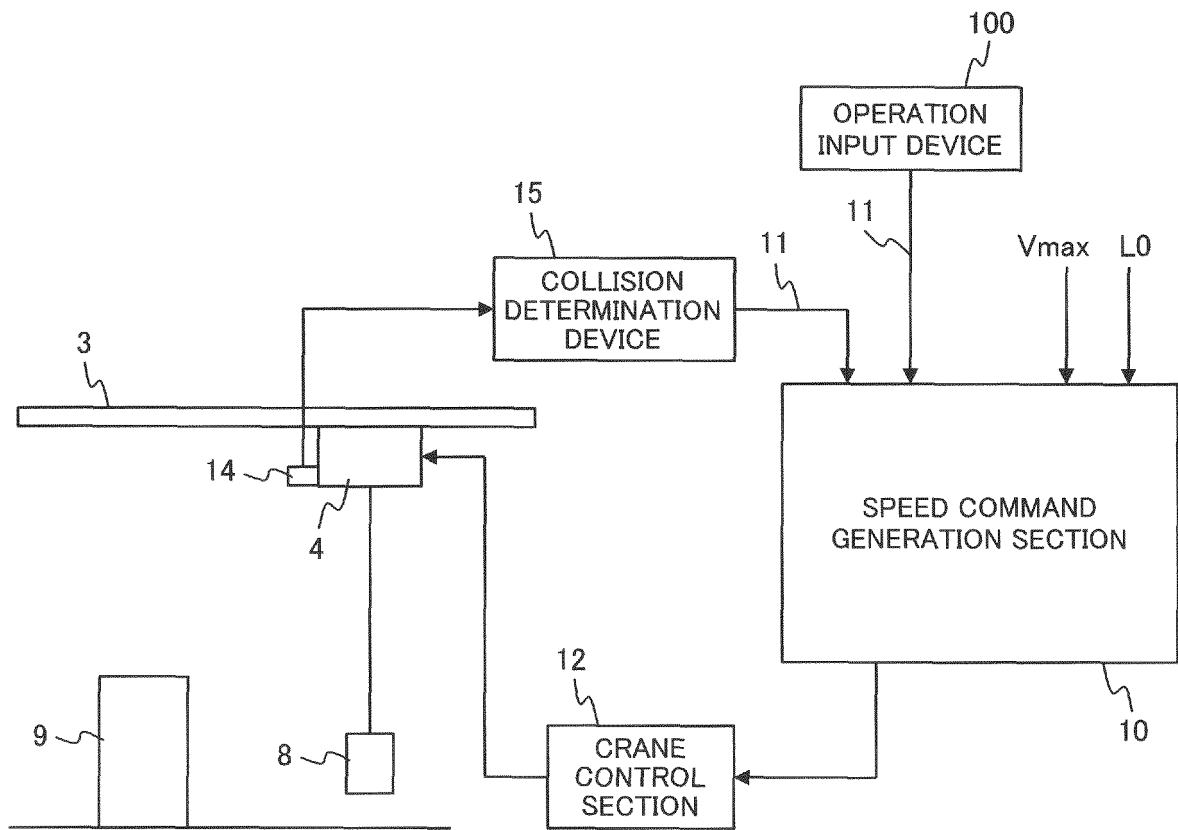 100
OPERATION
INPUT DEVICE
15
11
11
Vmax
L0
COLLISION
DETERMINATION
DEVICE
3
14
4
SPEED COMMAND
GENERATION SECTION
12
10
9
8
CRANE
CONTROL
SECTION